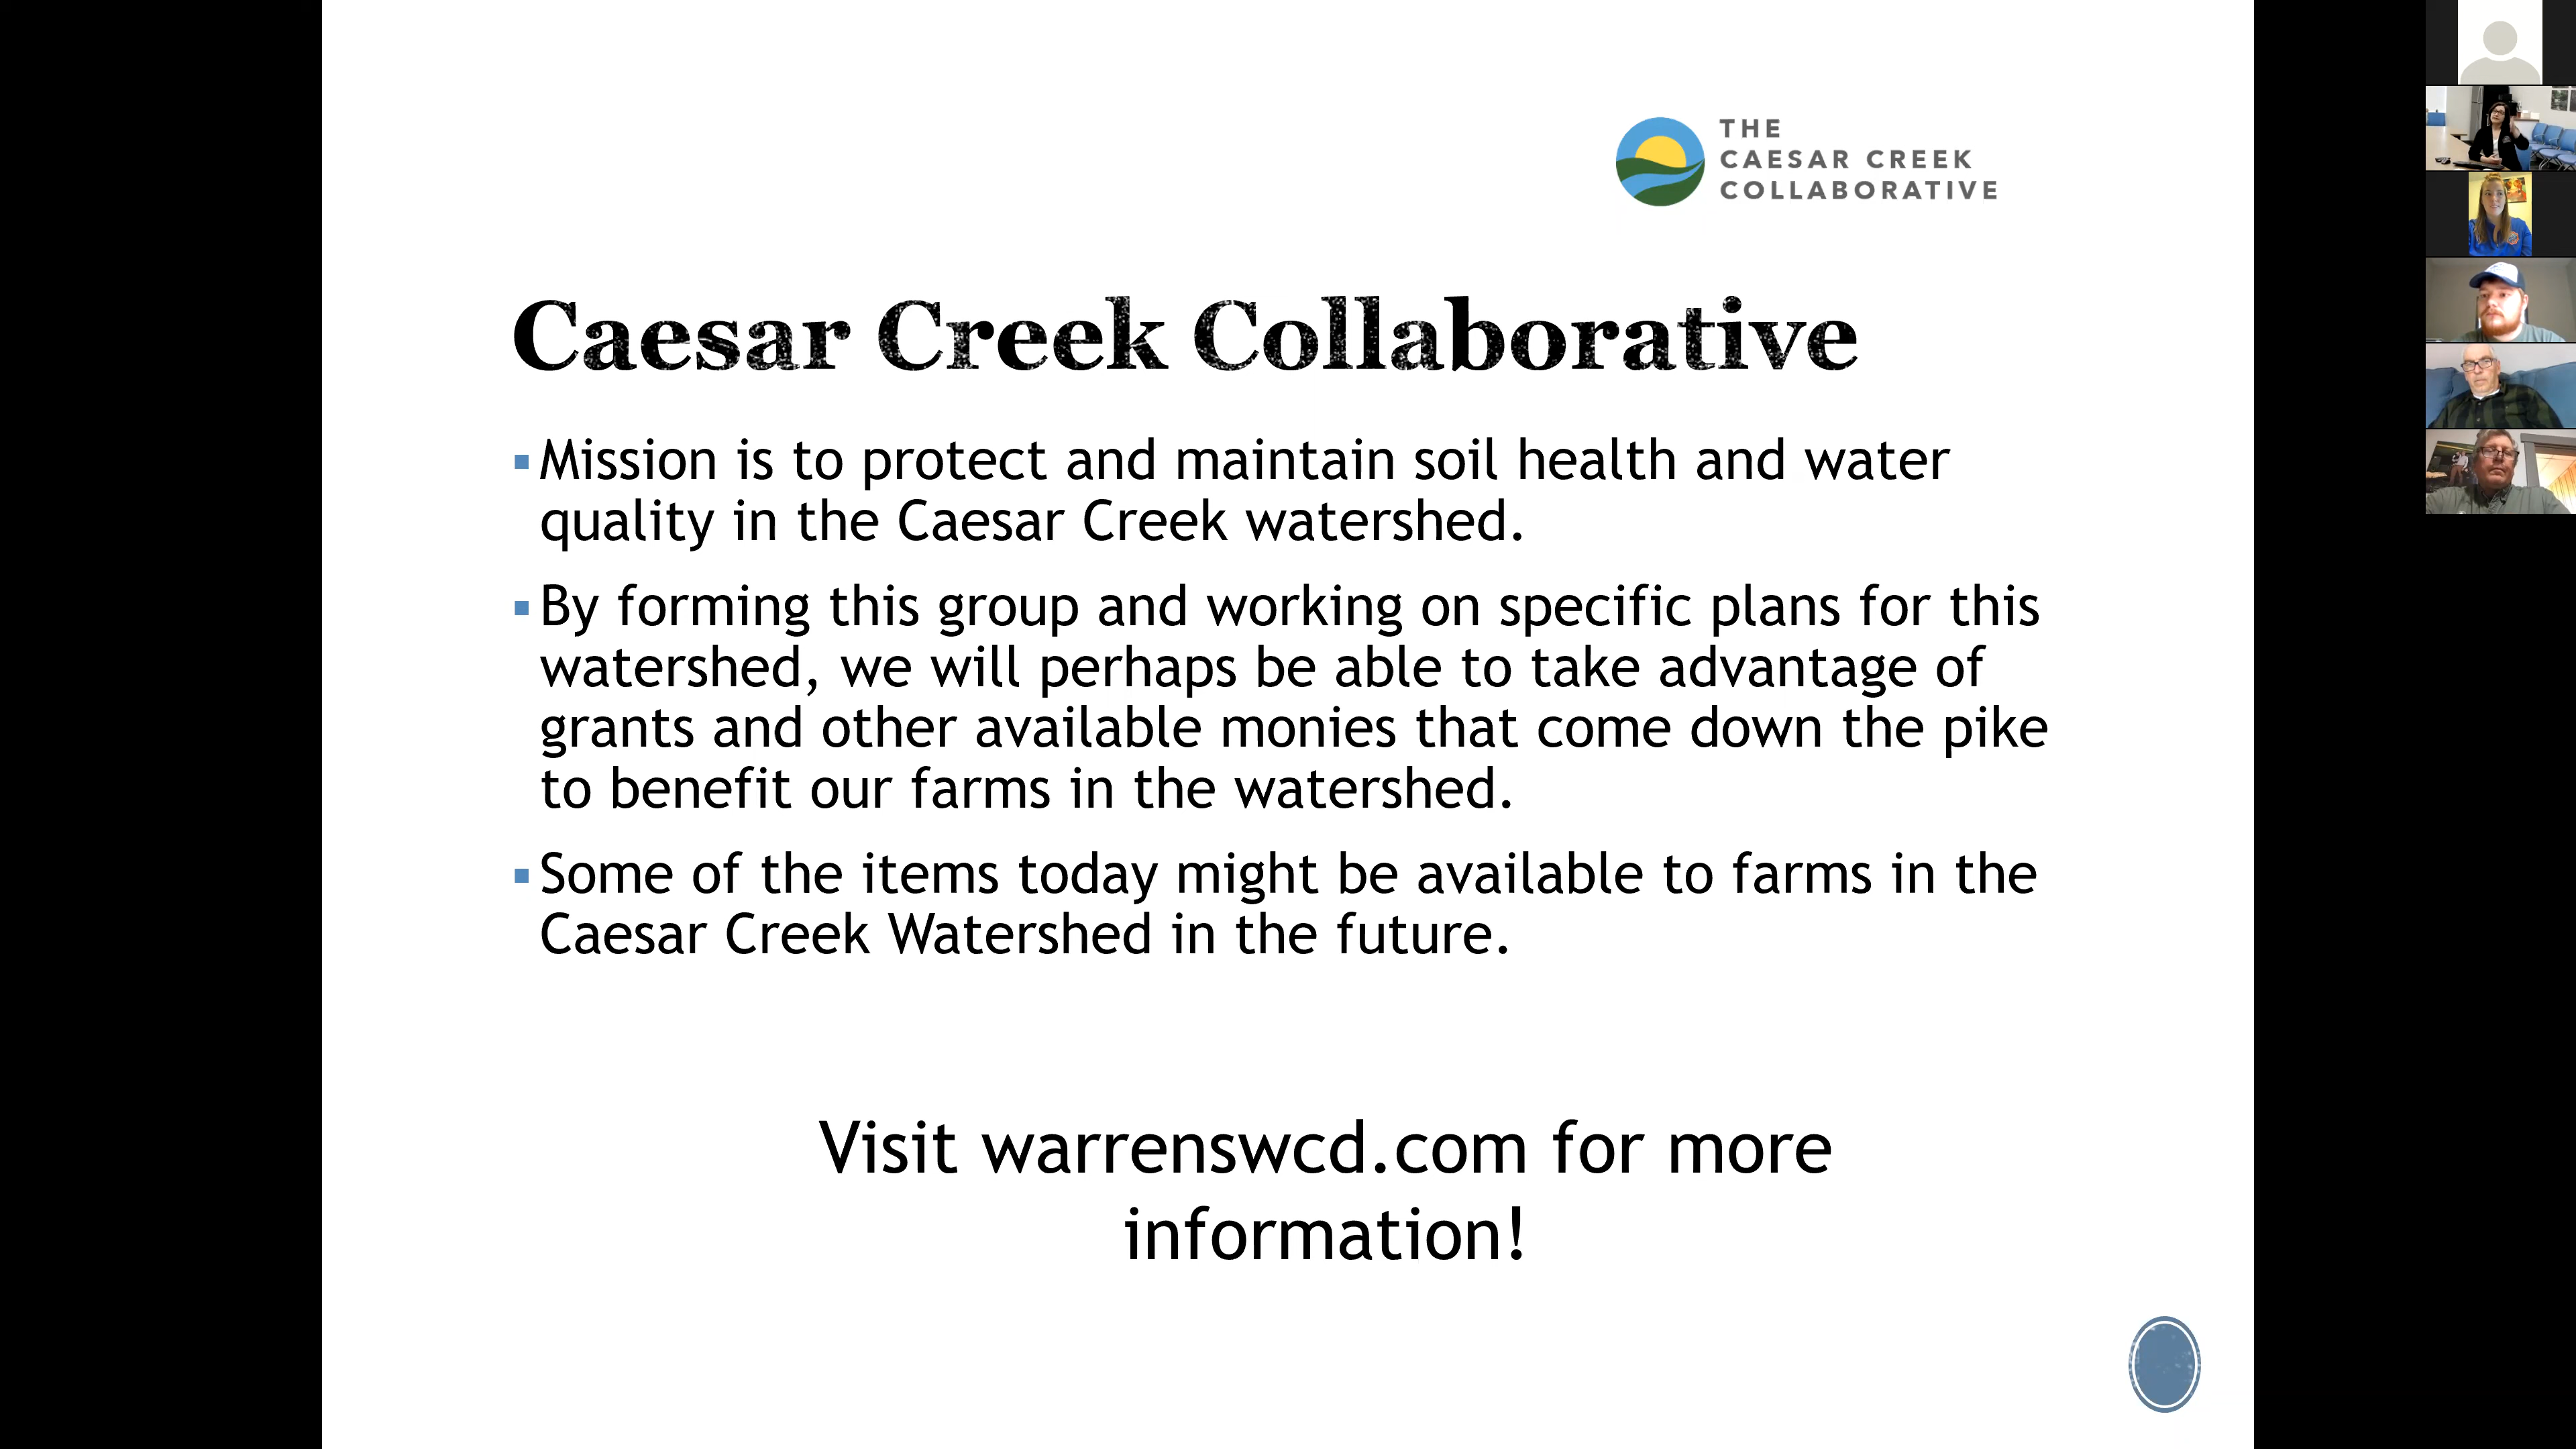 THE
CAESAR CREEK
COLLABORATIVE
Caesar Creek Collaborative
Mission is to protect and maintain soil health and water
quality in the Caesar Creek watershed.
By forming this group and working on specific plans for this
watershed, we will perhaps be able to take advantage of
grants and other available monies that come down the pike
to benefit our farms in the watershed.
Some of the items today might be available to farms in the
Caesar Creek Watershed in the future.
Visit warrenswcd.com for more
information!